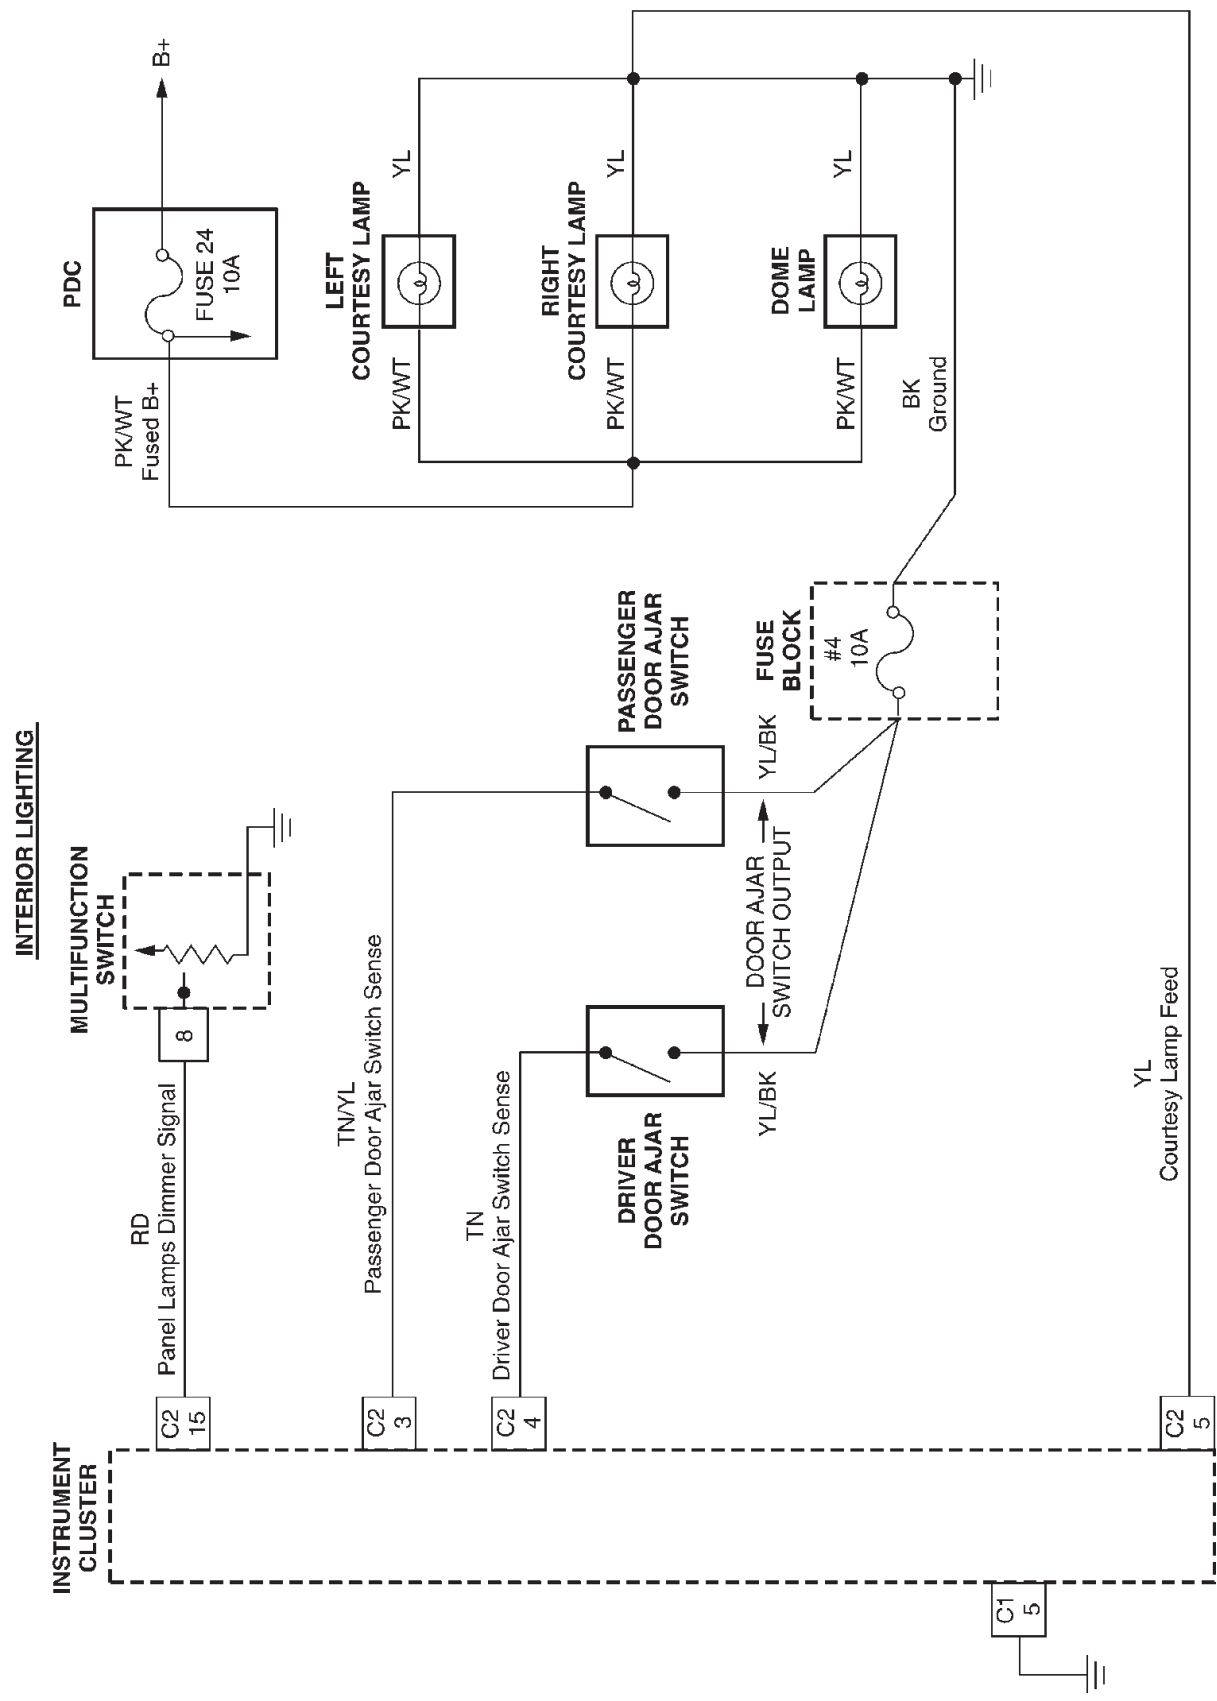 INTERIOR LIGHTING
INSTRUMENT
CLUSTER
C2
15
RD
Panel Lamps Dimmer Signal
8
MULTIFUNCTION
SWITCH
C2
3
TN/YL
Passenger Door Ajar Switch Sense
C2
4
TN
Driver Door Ajar Switch Sense
C2
5
YL
Courtesy Lamp Feed
C1
5
DRIVER
DOOR AJAR
SWITCH
YL/BK
DOOR AJAR
SWITCH OUTPUT
PASSENGER
DOOR AJAR
SWITCH
YL/BK
FUSE
BLOCK
#4
10A
BK
Ground
PDC
FUSE 24
10A
B+
PK/WT
Fused B+
LEFT
COURTESY LAMP
PK/WT
YL
RIGHT
COURTESY LAMP
PK/WT
YL
DOME
LAMP
PK/WT
YL